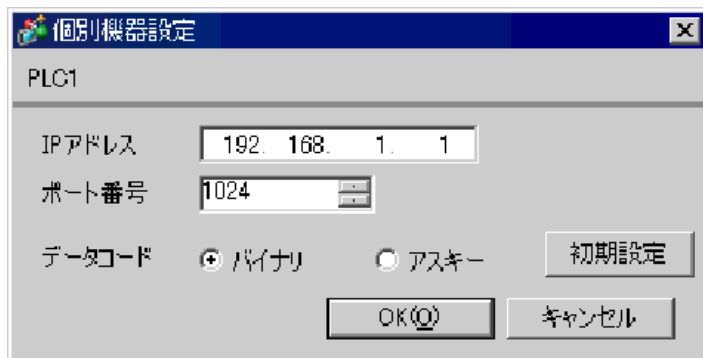 個別機器設定
PLC1
IPアドレス 192. 168. 1. 1
ポート番号 1024
データコード バイナリ アスキー 初期設定
OK(O) キャンセル